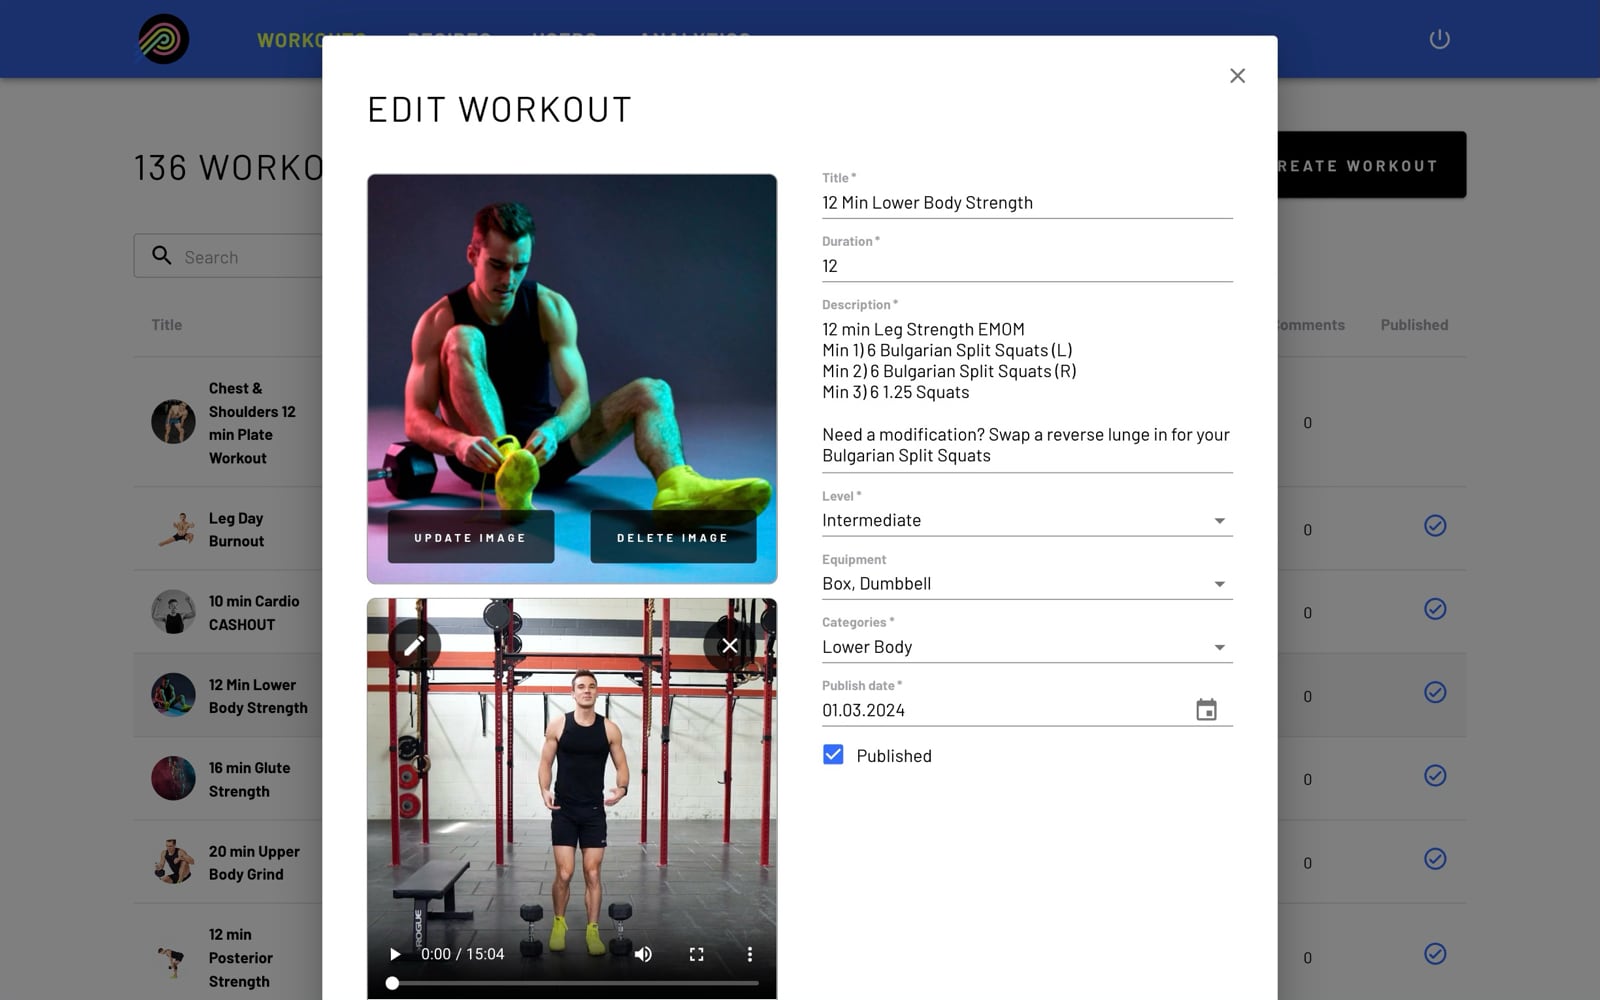 WORKOUTS RECIPES USERS ANALYTICS
136 WORKO
REATE WORKOUT
Search
Title
omments
Published
Chest &
Shoulders 12
min Plate
Workout
0
Leg Day
Burnout
0
10 min Cardio
CASHOUT
0
12 Min Lower
Body Strength
0
16 min Glute
Strength
0
20 min Upper
Body Grind
0
12 min
Posterior
Strength
0
EDIT WORKOUT
UPDATE IMAGE
DELETE IMAGE
ROGUE
0:00 / 15:04
Title *
12 Min Lower Body Strength
Duration *
12
Description *
12 min Leg Strength EMOM
Min 1) 6 Bulgarian Split Squats (L)
Min 2) 6 Bulgarian Split Squats (R)
Min 3) 6 1.25 Squats
Need a modification? Swap a reverse lunge in for your
Bulgarian Split Squats
Level *
Intermediate
Equipment
Box, Dumbbell
Categories *
Lower Body
Publish date *
01.03.2024
Published